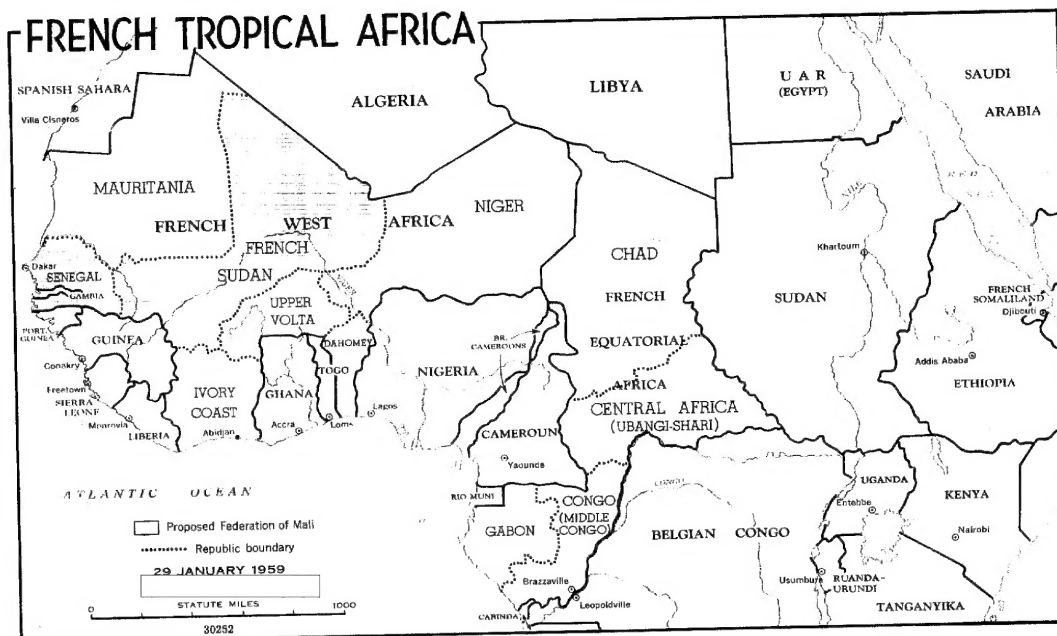 FRENCH TROPICAL AFRICA
SPANISH SAHARA
Villa Cisneros
ALGERIA
LIBYA
U A R
(EGYPT)
SAUDI
ARABIA
RED
MAURITANIA
FRENCH WEST AFRICA
NIGER
FRENCH
SUDAN
Nile
Khartoum
CHAD
FRENCH
EQUATORIAL
AFRICA
SUDAN
Dakar
SENEGAL
GAMBIA
PORT.
GUINEA
GUINEA
Conakry
Freetown
SIERRA
LEONE
Monrovia
LIBERIA
UPPER
VOLTA
DAHOMEY
TOGO
IVORY
COAST
GHANA
Abidjan
Accra
Lome
Lagos
NIGERIA
BR.
CAMEROONS
FRENCH
SOMALILAND
Djibouti
Addis Ababa
ETHIOPIA
CENTRAL AFRICA
(UBANGI-SHARI)
CAMEROUN
Yaounde
ATLANTIC OCEAN
RIO MUNI
GABON
CONGO
(MIDDLE
CONGO)
CONGO
BELGIAN CONGO
UGANDA
Entebbe
KENYA
Nairobi
Usumbura
RUANDA-
URUNDI
TANGANYIKA
Brazzaville
Leopoldville
CABINDA
Proposed Federation of Mali
Republic boundary
29 JANUARY 1959
STATUTE MILES
0 1000
30252